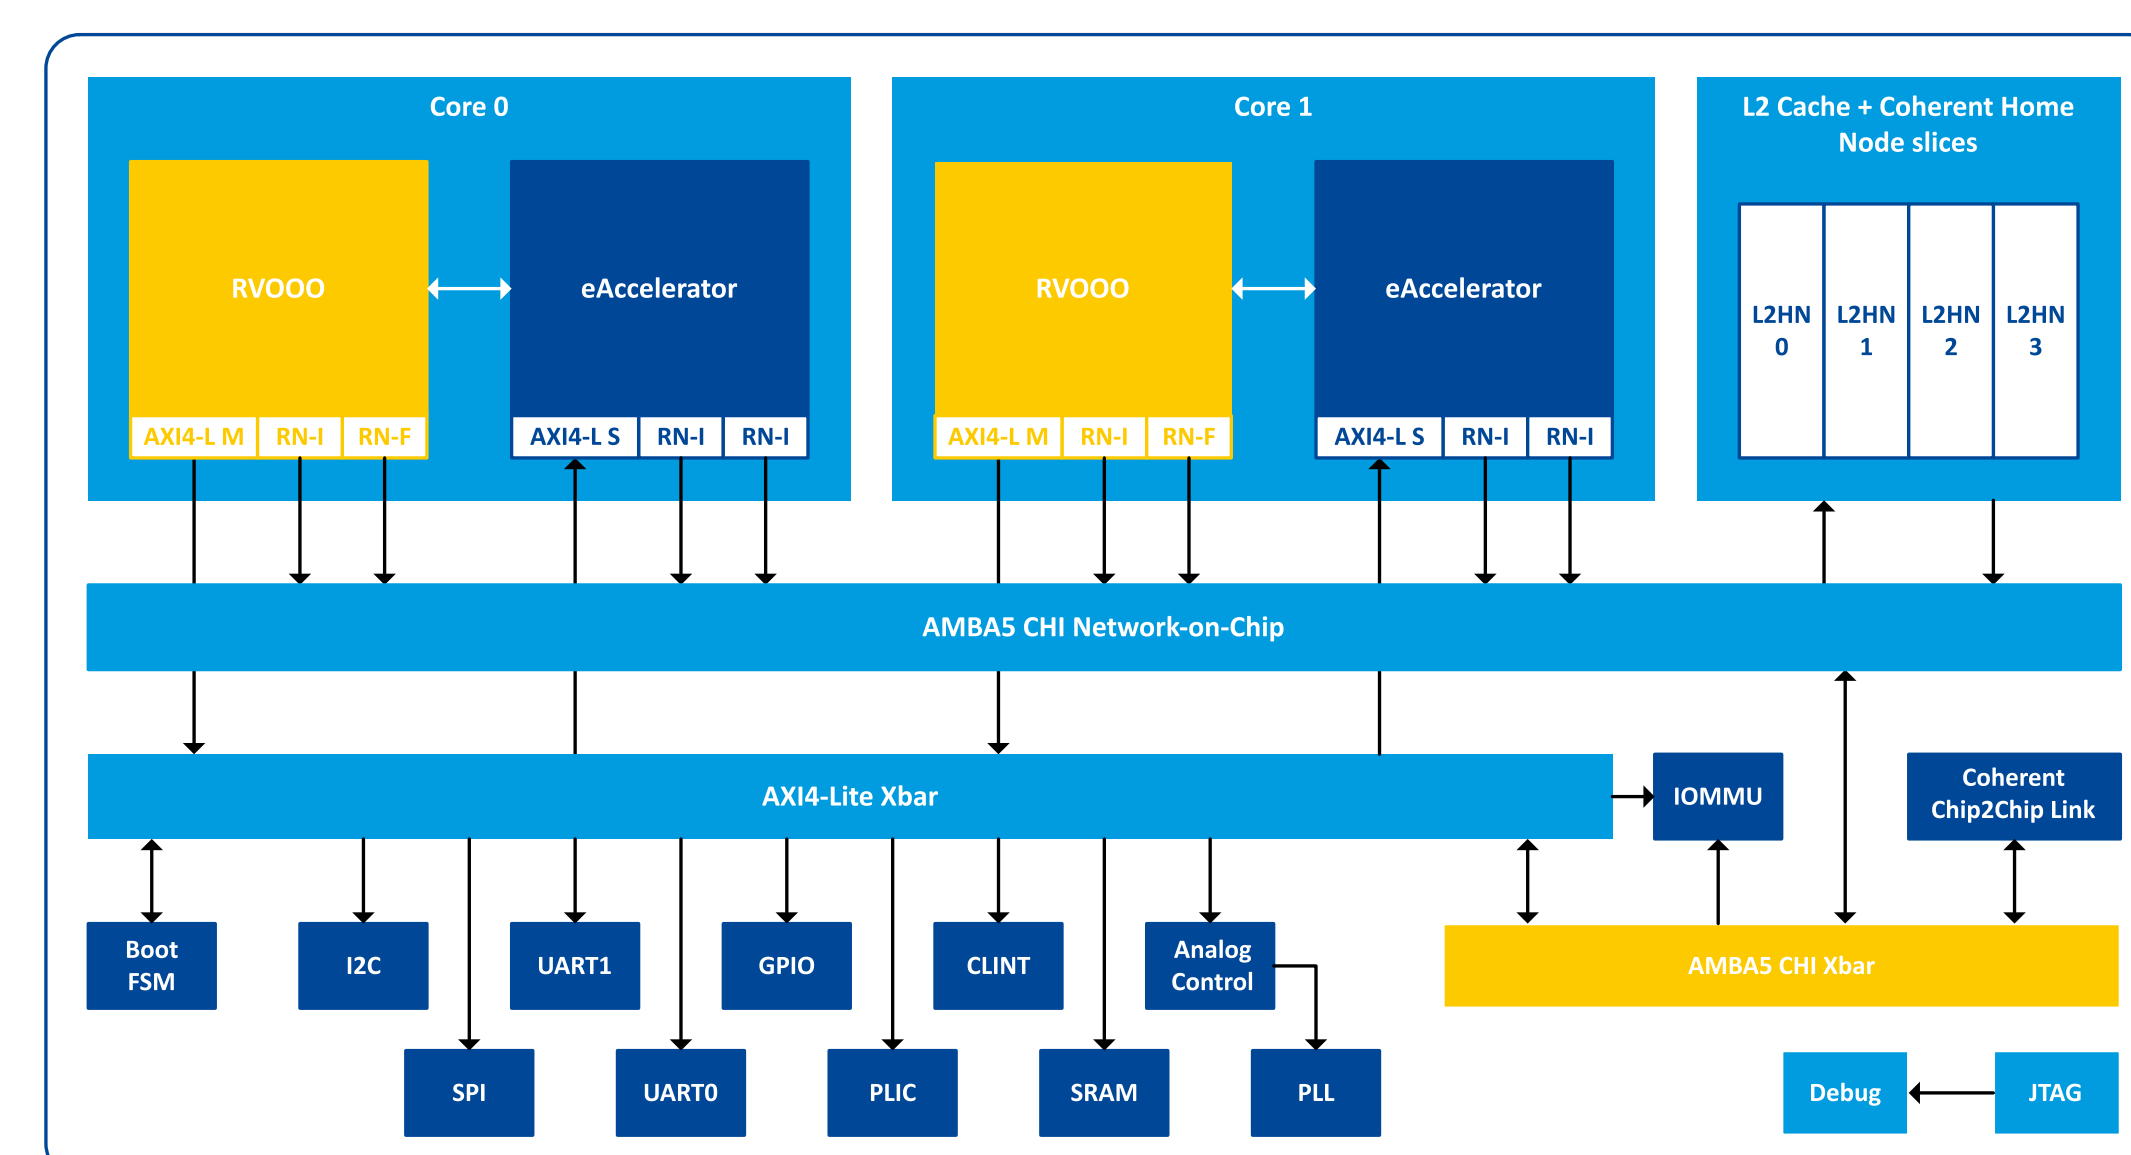 Core 0
Core 1
L2 Cache + Coherent Home
Node slices
RVOOO
eAccelerator
RVOOO
eAccelerator
L2HN
0
L2HN
1
L2HN
2
L2HN
3
AXI4-L M
RN-I
RN-F
AXI4-L S
RN-I
RN-I
AXI4-L M
RN-I
RN-F
AXI4-L S
RN-I
RN-I
AMBA5 CHI Network-on-Chip
AXI4-Lite Xbar
IOMMU
Coherent
Chip2Chip Link
Boot
FSM
I2C
UART1
GPIO
CLINT
Analog
Control
AMBA5 CHI Xbar
SPI
UART0
PLIC
SRAM
PLL
Debug
JTAG